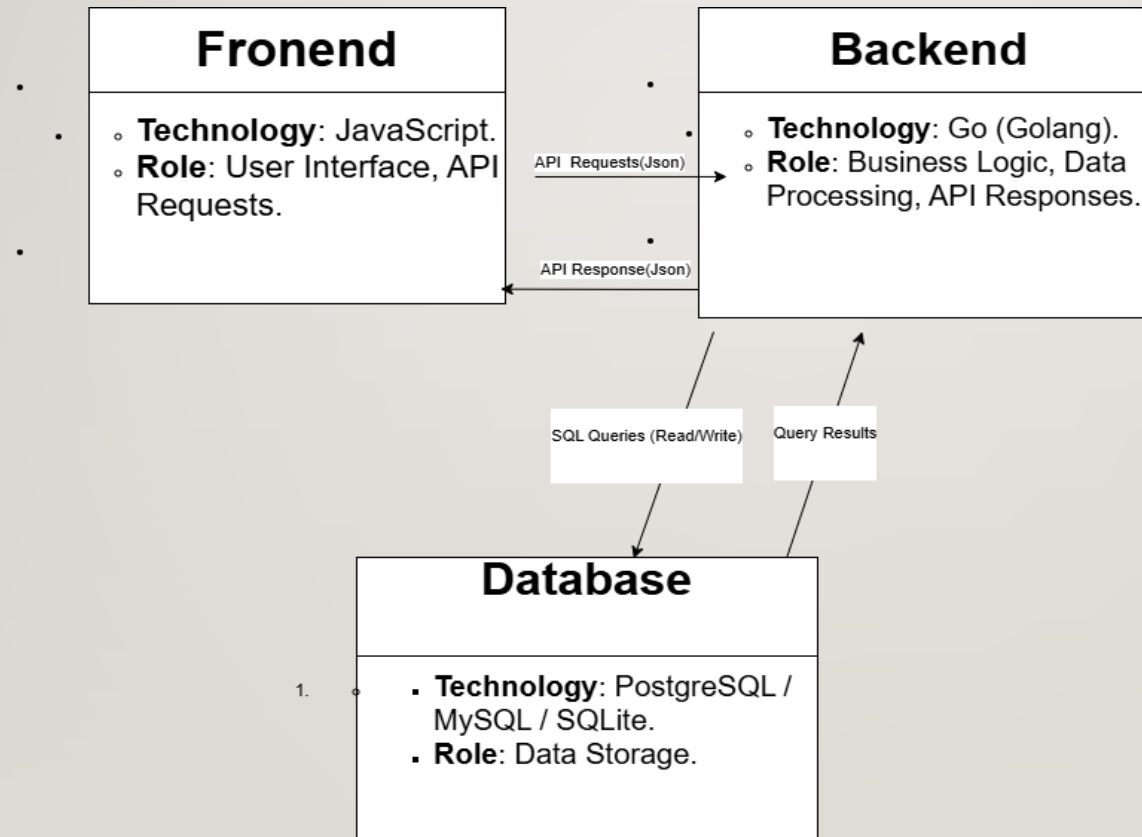 Fronend
Technology: JavaScript.
Role: User Interface, API
Requests.
API Requests(Json)
API Response(Json)
Backend
Technology: Go (Golang).
Role: Business Logic, Data
Processing, API Responses.
SQL Queries (Read/Write)
Query Results
Database
1.
Technology: PostgreSQL /
MySQL / SQLite.
Role: Data Storage.